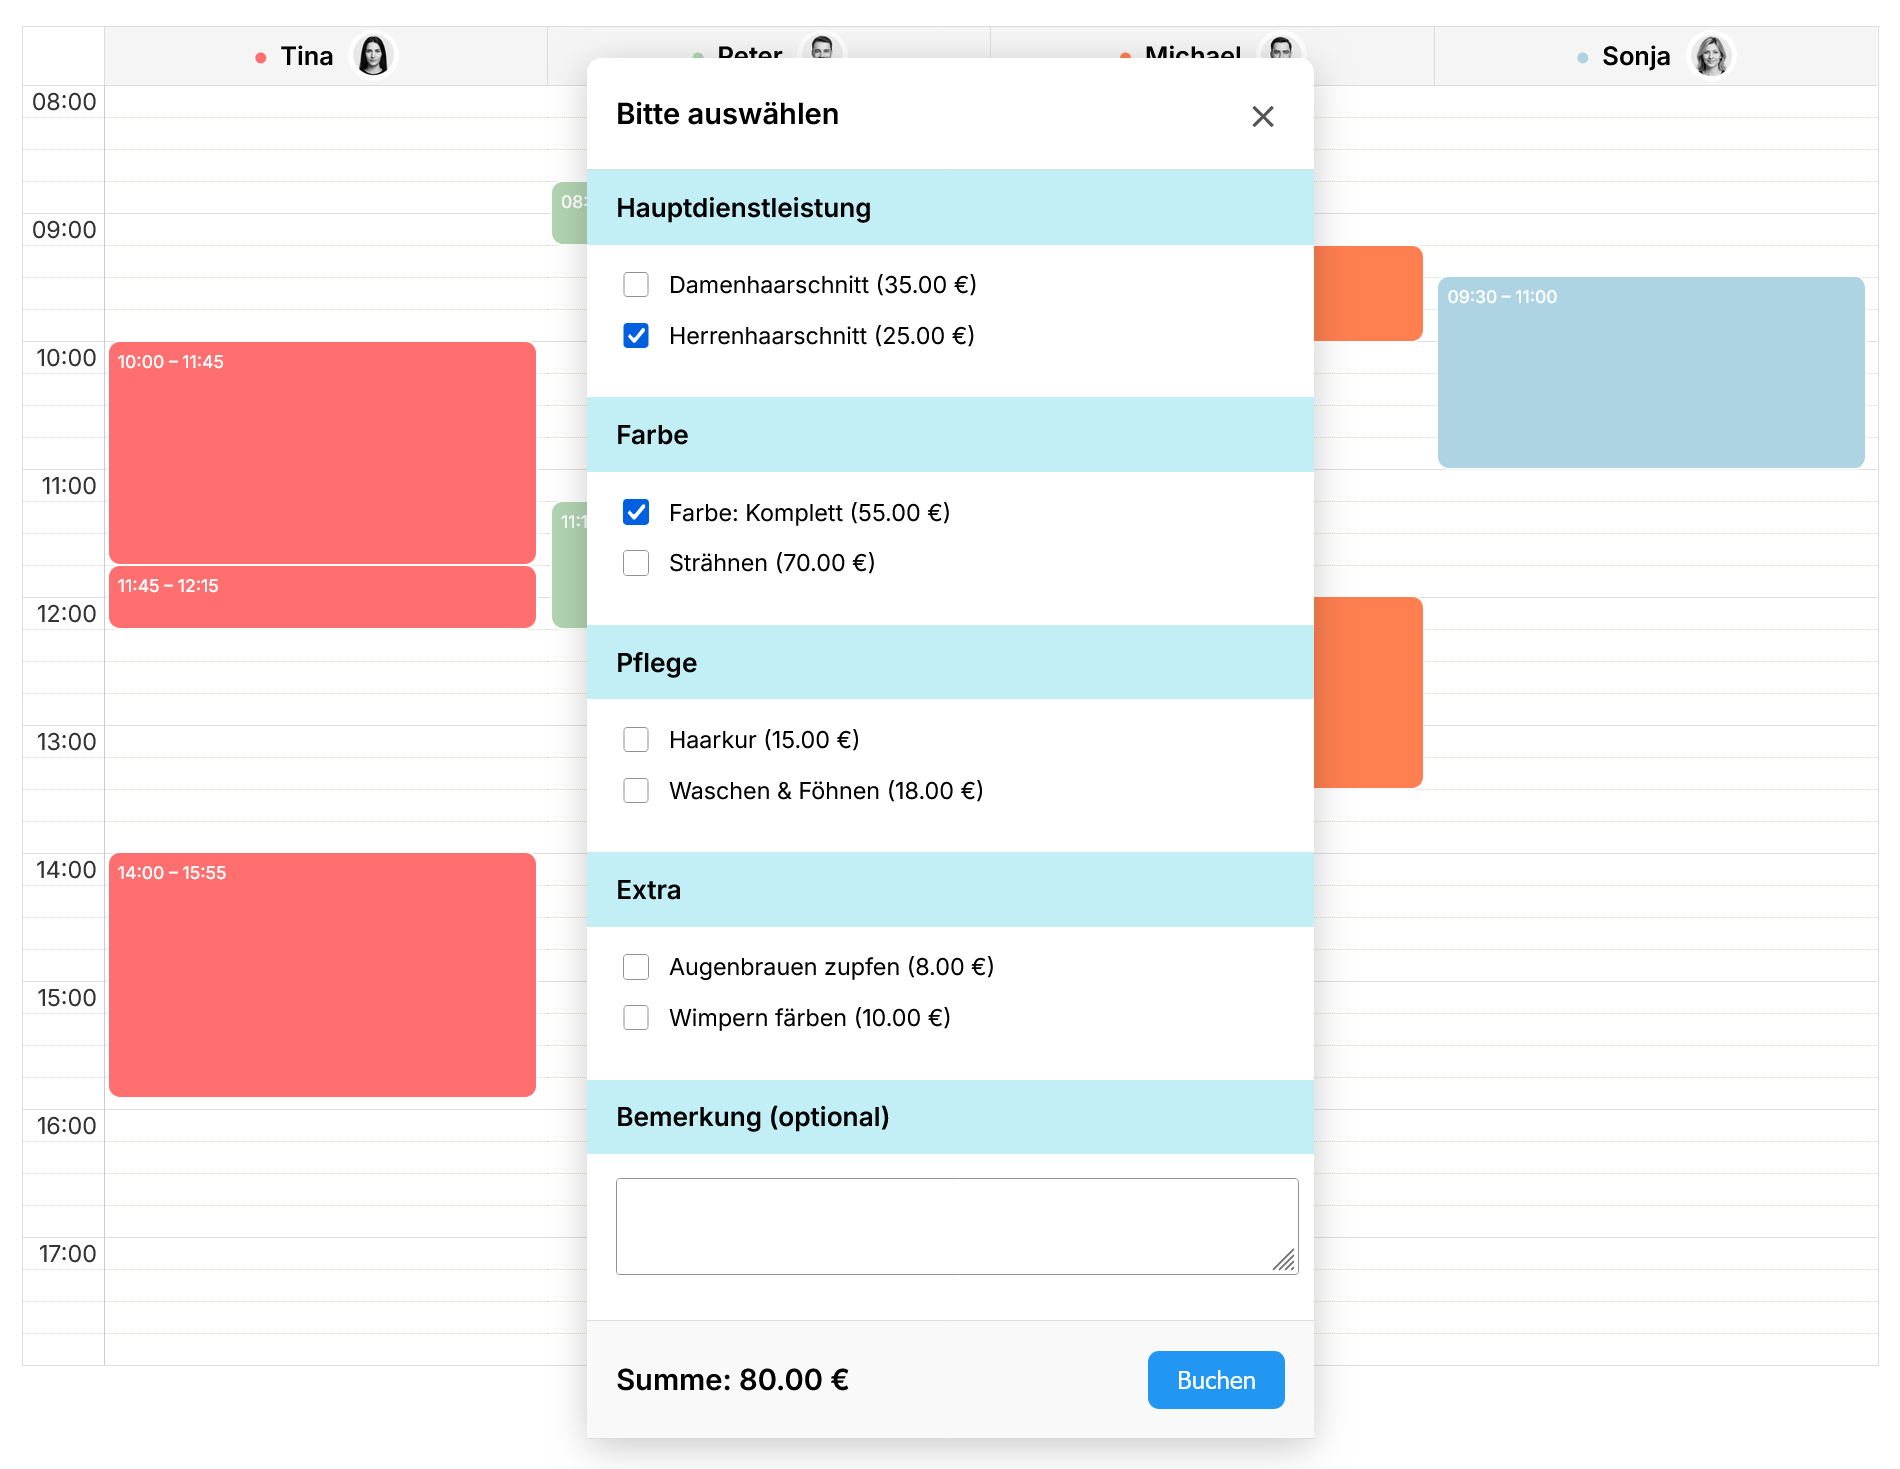 Tina
Peter
Michael
Sonja
Bitte auswählen
Hauptdienstleistung
Damenhaarschnitt (35.00 €)
Herrenhaarschnitt (25.00 €)
Farbe
Farbe: Komplett (55.00 €)
Strähnen (70.00 €)
Pflege
Haarkur (15.00 €)
Waschen & Föhnen (18.00 €)
Extra
Augenbrauen zupfen (8.00 €)
Wimpern färben (10.00 €)
Bemerkung (optional)
Summe: 80.00 €
Buchen
08:00
09:00
10:00
11:00
12:00
13:00
14:00
15:00
16:00
17:00
10:00 – 11:45
11:45 – 12:15
14:00 – 15:55
08:
11:1
09:30 – 11:00